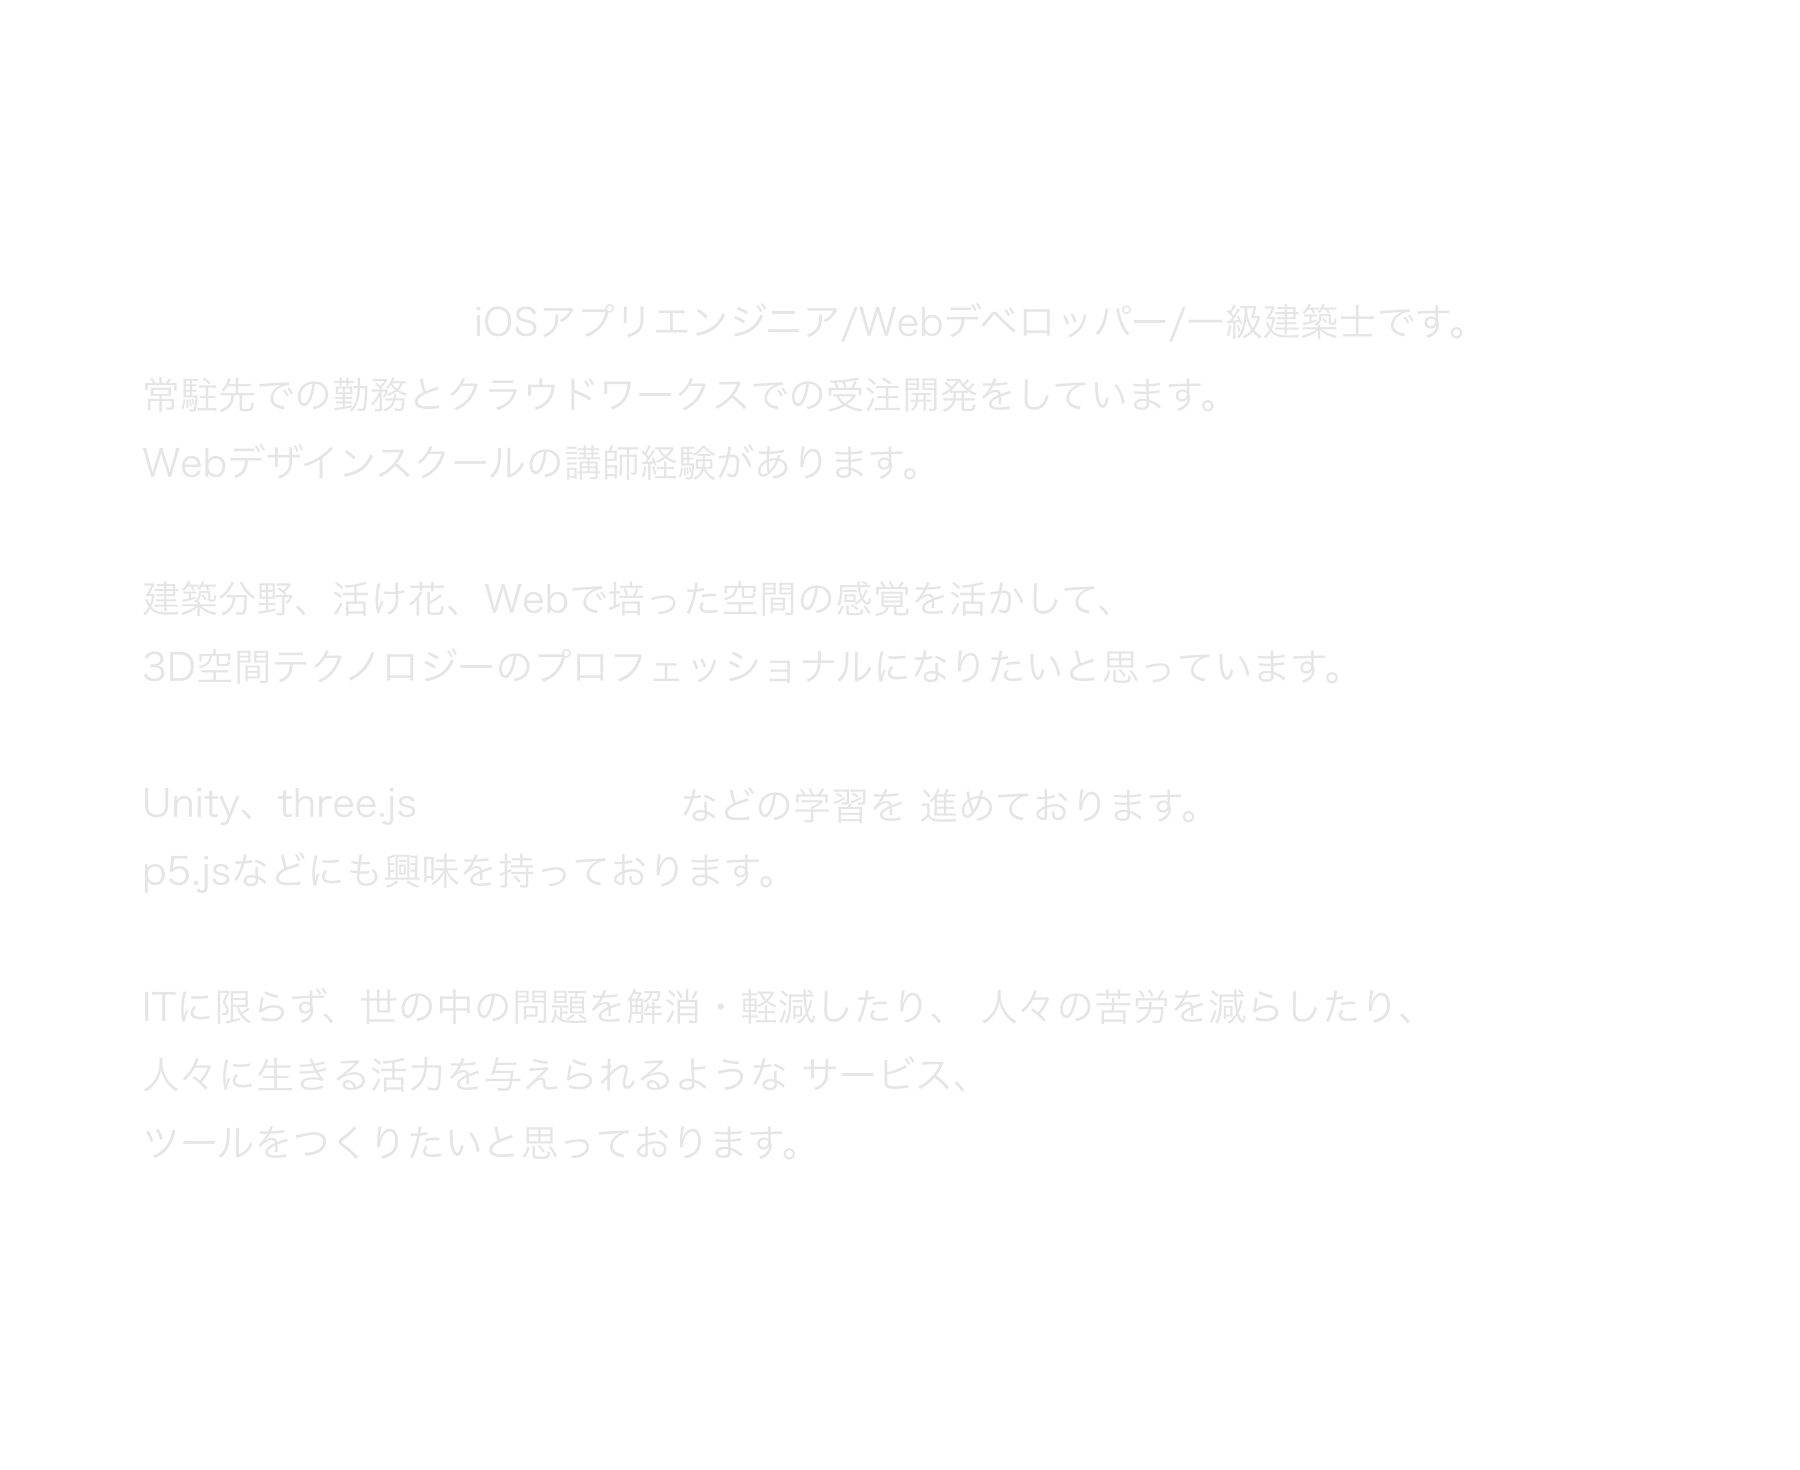 iOSアプリエンジニア/Webデベロッパー/一級建築士です。
常駐先での勤務とクラウドワークスでの受注開発をしています。
Webデザインスクールの講師経験があります。
建築分野、活け花、Webで培った空間の感覚を活かして、
3D空間テクノロジーのプロフェッショナルになりたいと思っています。
Unity、three.js などの学習を 進めております。
p5.jsなどにも興味を持っております。
ITに限らず、世の中の問題を解消・軽減したり、 人々の苦労を減らしたり、
人々に生きる活力を与えられるような サービス、
ツールをつくりたいと思っております。